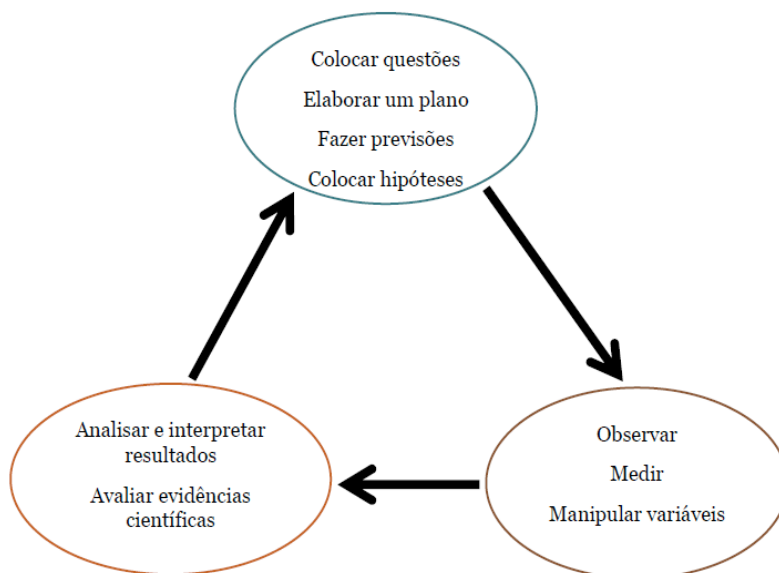 Colocar questões
Elaborar um plano
Fazer previsões
Colocar hipóteses
Observar
Medir
Manipular variáveis
Analisar e interpretar
resultados
Avaliar evidências
científicas